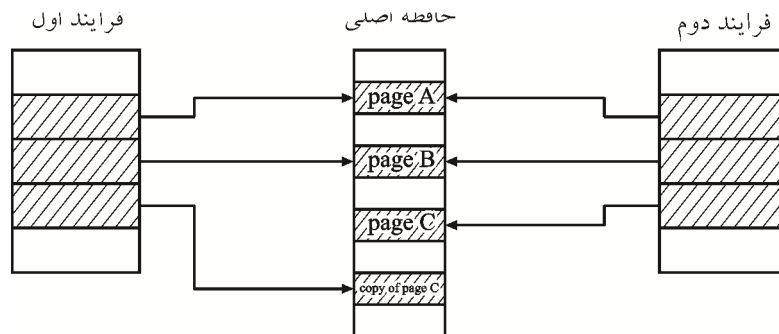 فرایند اول
حافظه اصلی
فرایند دوم
page A
page B
page C
copy of page C